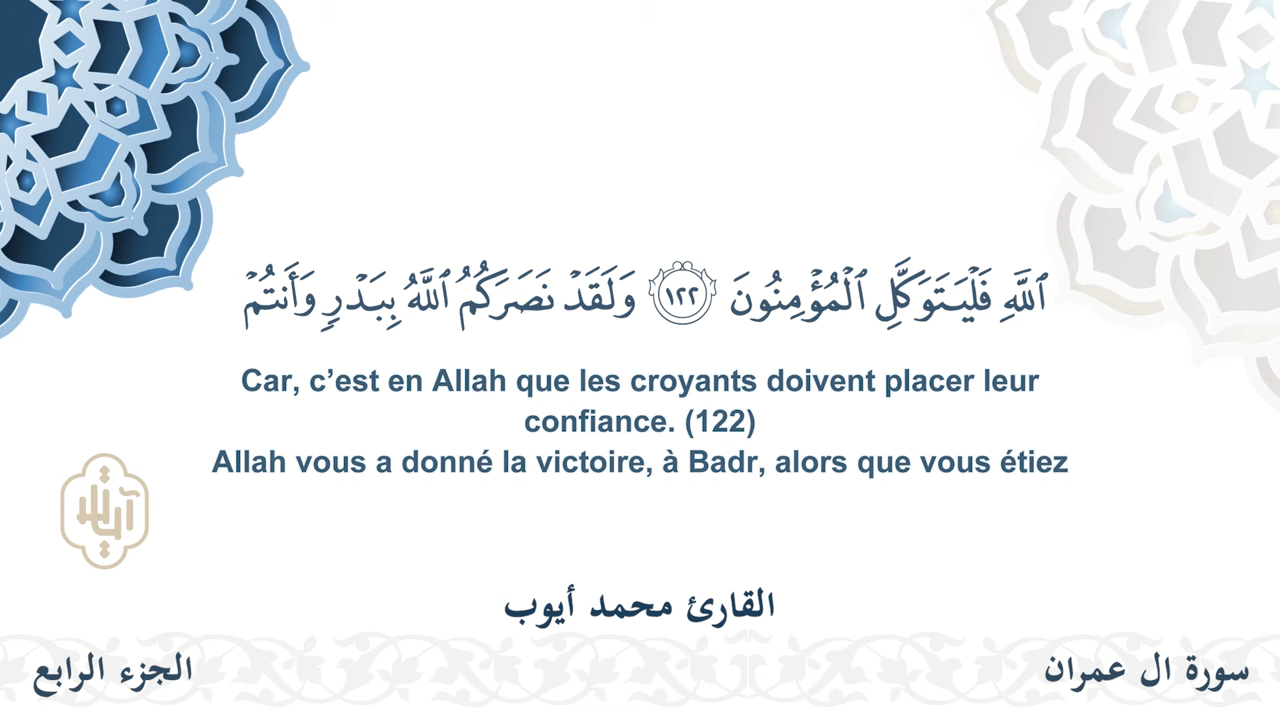 ٱللَّهِ فَلْيَتَوَكَّلِ ٱلْمُؤْمِنُونَ ١٢٢ وَلَقَدْ نَصَرَكُمُ ٱللَّهُ بِبَدْرٍ وَأَنتُمْ
Car, c’est en Allah que les croyants doivent placer leur
confiance. (122)
Allah vous a donné la victoire, à Badr, alors que vous étiez
القارئ محمد أيوب
سورة ال عمران
الجزء الرابع